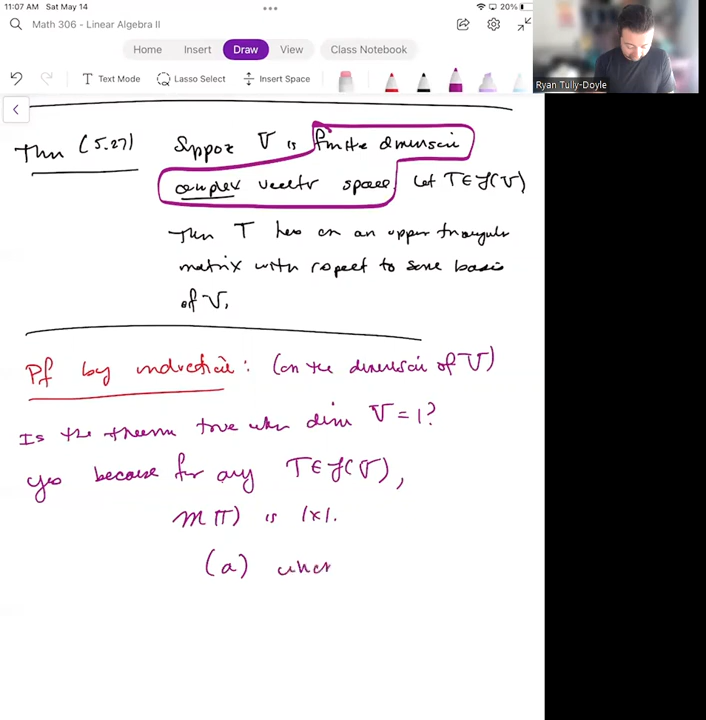 11:07 AM Sat May 14
20%
Math 306 - Linear Algebra II
Home Insert Draw View Class Notebook
Text Mode Lasso Select Insert Space
Ryan Tully-Doyle
Thm (5.27) Suppose V is finite dimensional
complex vector space. Let T∈ℒ(V)
Then T has an an upper triangular
matrix with respect to some basis
of V.
Pf by induction: (on the dimension of V)
Is the theorem true when dim V=1?
Yes because for any T∈ℒ(V),
M(T) is 1×1.
(a) wher